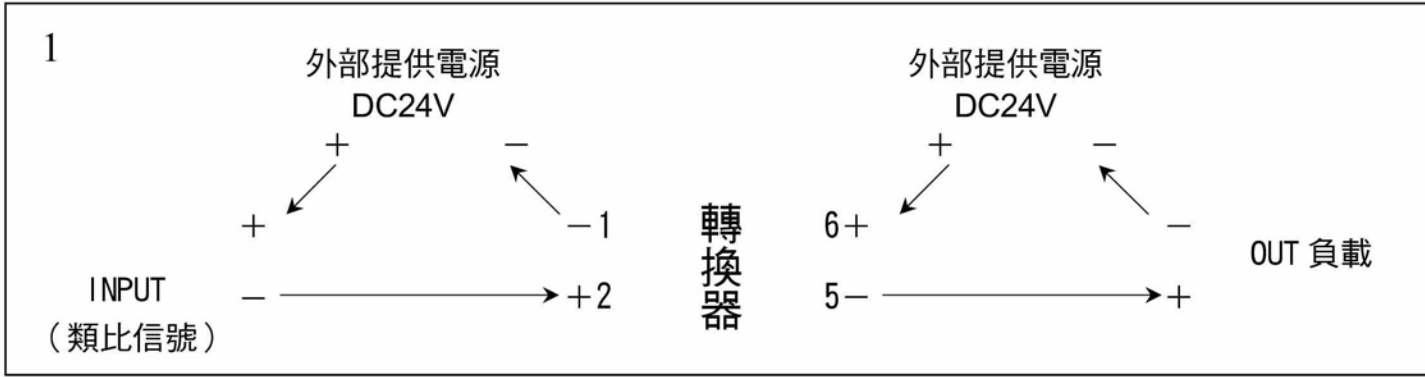 1
外部提供電源
DC24V
+ −
+ −1
INPUT − +2
(類比信號)
轉換器
外部提供電源
DC24V
+ −
6+ −
5− +
OUT 負載